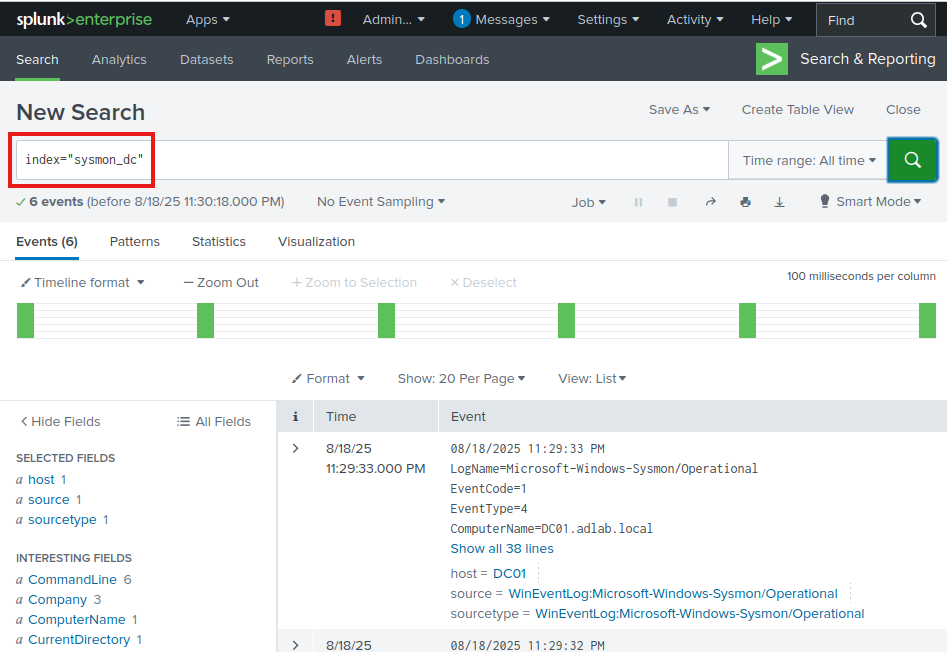 splunk>enterprise Apps ▾ ! Admin... ▾ 1 Messages ▾ Settings ▾ Activity ▾ Help ▾ Find
Search Analytics Datasets Reports Alerts Dashboards > Search & Reporting
New Search Save As ▾ Create Table View Close
index="sysmon_dc" Time range: All time ▾
✓ 6 events (before 8/18/25 11:30:18.000 PM) No Event Sampling ▾ Job ▾ Smart Mode ▾
Events (6) Patterns Statistics Visualization
Timeline format ▾ — Zoom Out + Zoom to Selection × Deselect 100 milliseconds per column
Format ▾ Show: 20 Per Page ▾ View: List ▾
< Hide Fields All Fields i Time Event
SELECTED FIELDS
a host 1
a source 1
a sourcetype 1
INTERESTING FIELDS
a CommandLine 6
a Company 3
a ComputerName 1
a CurrentDirectory 1
> 8/18/25
11:29:33.000 PM
08/18/2025 11:29:33 PM
LogName=Microsoft-Windows-Sysmon/Operational
EventCode=1
EventType=4
ComputerName=DC01.adlab.local
Show all 38 lines
host = DC01
source = WinEventLog:Microsoft-Windows-Sysmon/Operational
sourcetype = WinEventLog:Microsoft-Windows-Sysmon/Operational
> 8/18/25 08/18/2025 11:29:32 PM